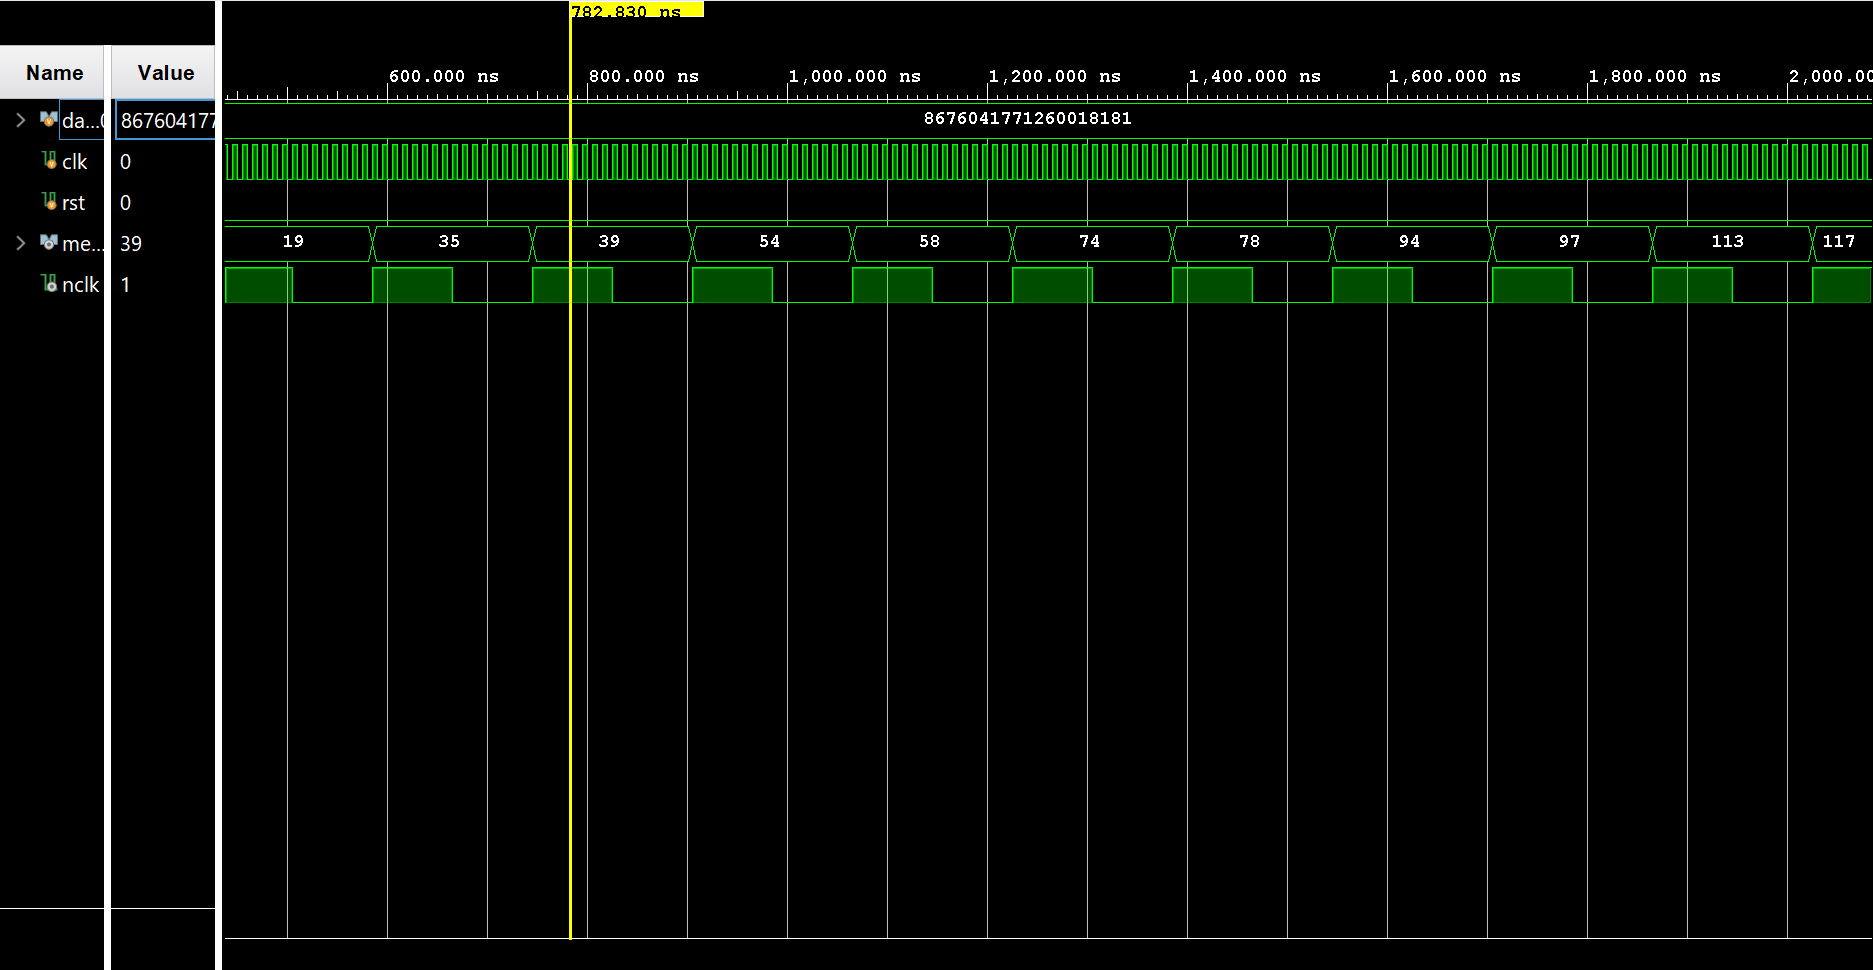 782.830 ns
Name Value
600.000 ns 800.000 ns 1,000.000 ns 1,200.000 ns 1,400.000 ns 1,600.000 ns 1,800.000 ns 2,000.00
da... 867604177 8676041771260018181
clk 0
rst 0
me... 39 19 35 39 54 58 74 78 94 97 113 117
nclk 1